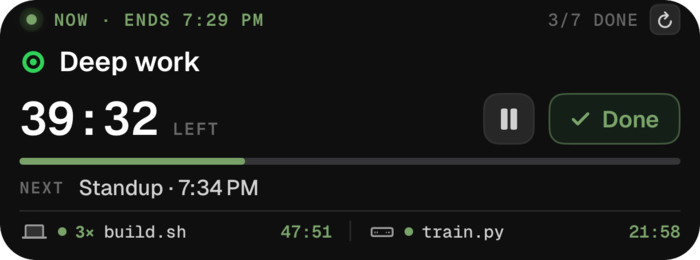 NOW · ENDS 7:29 PM 3/7 DONE
Deep work
39:32 LEFT Done
NEXT Standup · 7:34 PM
3× build.sh 47:51 train.py 21:58